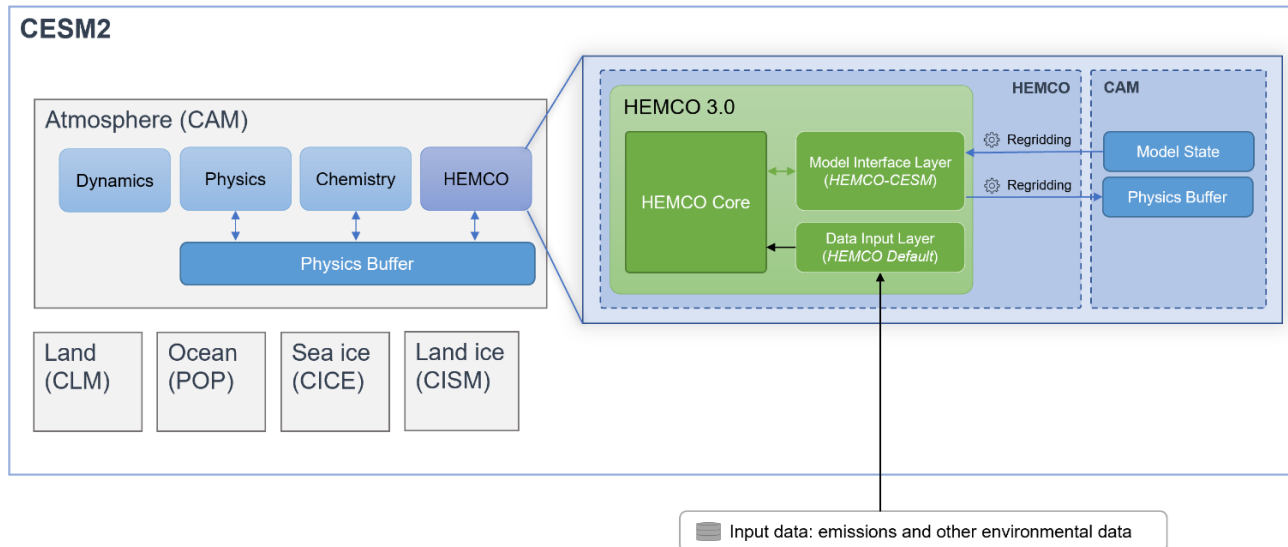 CESM2
Atmosphere (CAM)
Dynamics
Physics
Chemistry
HEMCO
Physics Buffer
Land
(CLM)
Ocean
(POP)
Sea ice
(CICE)
Land ice
(CISM)
HEMCO
CAM
HEMCO 3.0
HEMCO Core
Model Interface Layer
(HEMCO-CESM)
Data Input Layer
(HEMCO Default)
Regridding
Regridding
Model State
Physics Buffer
Input data: emissions and other environmental data